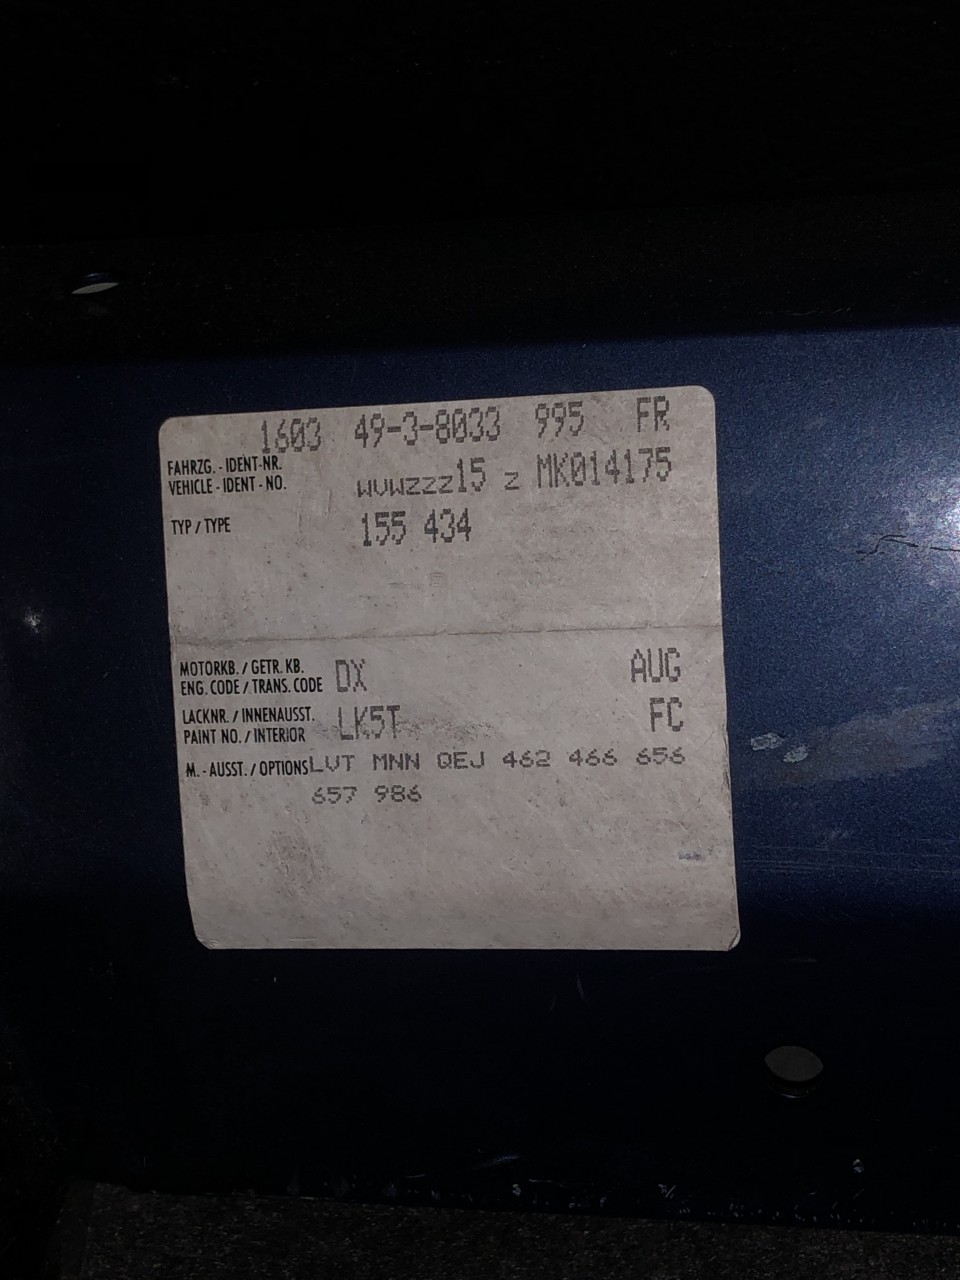 1603 49-3-8033 995 FR
FAHRZG. - IDENT-NR.
VEHICLE - IDENT - NO. WVWZZZ15 Z MK014175
TYP / TYPE 155 434
MOTORKB. / GETR. KB.
ENG. CODE / TRANS. CODE DX AUG
LACKNR. / INNENAUSST.
PAINT NO. / INTERIOR LK5T FC
M. - AUSST. / OPTIONS LVT MNN QEJ 462 466 656
657 986